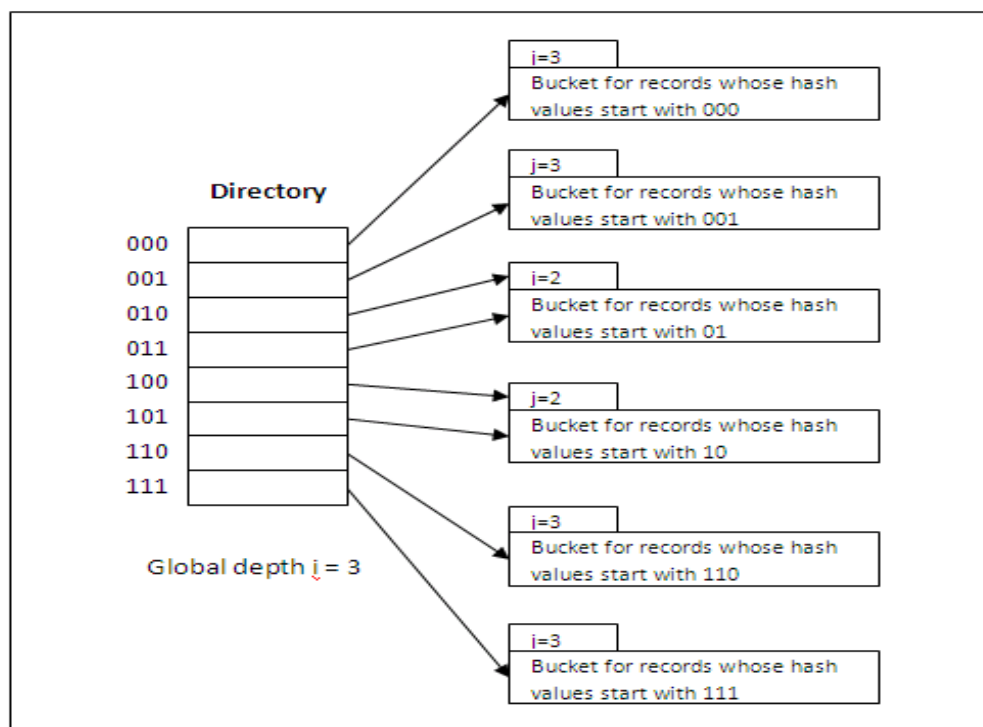 j=3
Bucket for records whose hash
values start with 000
j=3
Bucket for records whose hash
values start with 001
Directory
000
001
010
011
100
101
110
111
j=2
Bucket for records whose hash
values start with 01
j=2
Bucket for records whose hash
values start with 10
j=3
Bucket for records whose hash
values start with 110
Global depth i = 3
j=3
Bucket for records whose hash
values start with 111